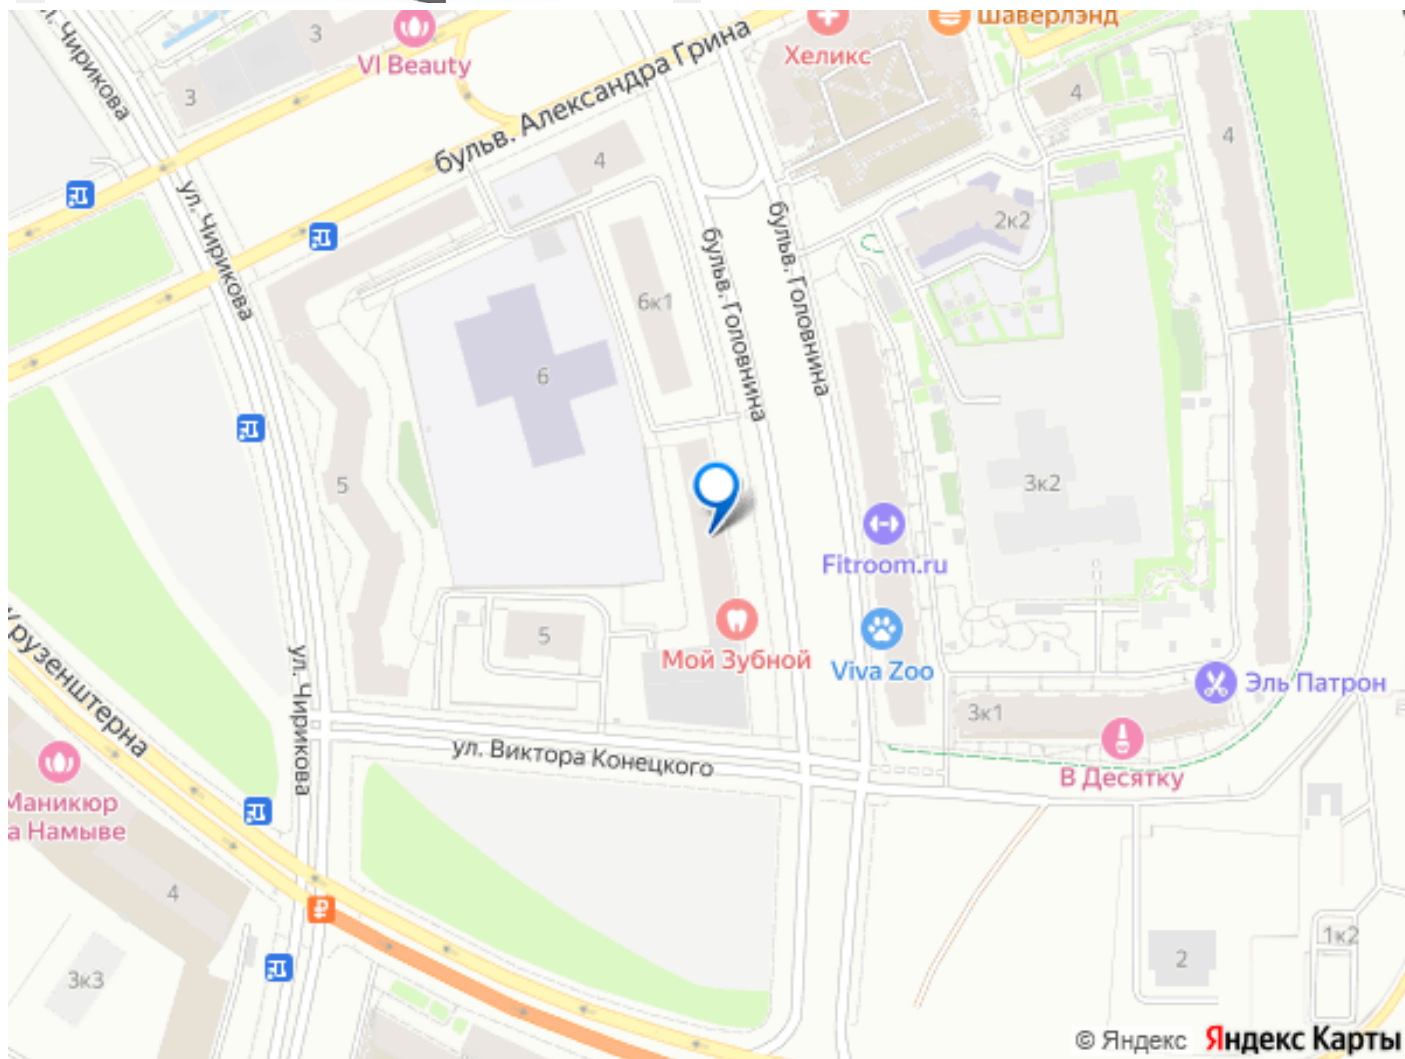 ул. Чирикова
3
VI Beauty
3
бульв. Александра Грина
Хеликс
Шаверлэнд
4
4
4
ул. Чирикова
2к2
бульв. Головнина
бульв. Головнина
6к1
6
5
3к2
Fitroom.ru
5
Мой Зубной
Viva Zoo
Эль Патрон
3к1
В Десятку
Крузенштерна
ул. Чирикова
ул. Виктора Конецкого
Маникюр
а Намыве
4
3к3
2
1к2
© Яндекс Яндекс Карты